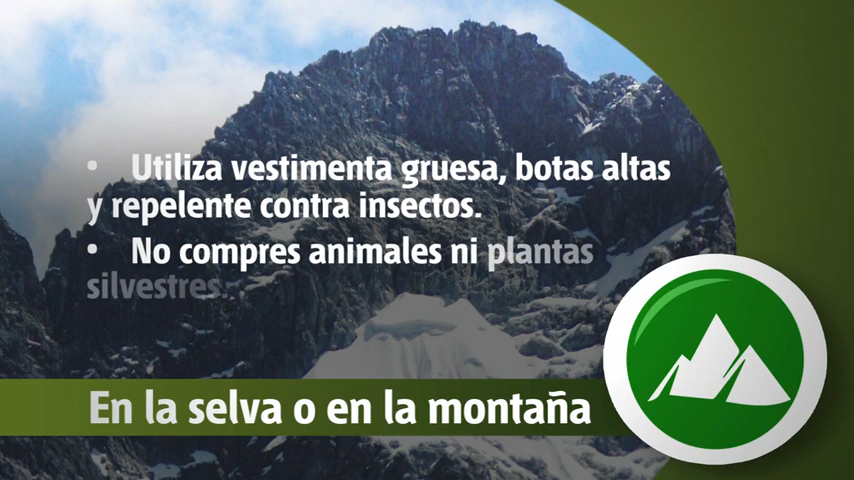 • Utiliza vestimenta gruesa, botas altas
y repelente contra insectos.
• No compres animales ni plantas
silvestres.
En la selva o en la montaña